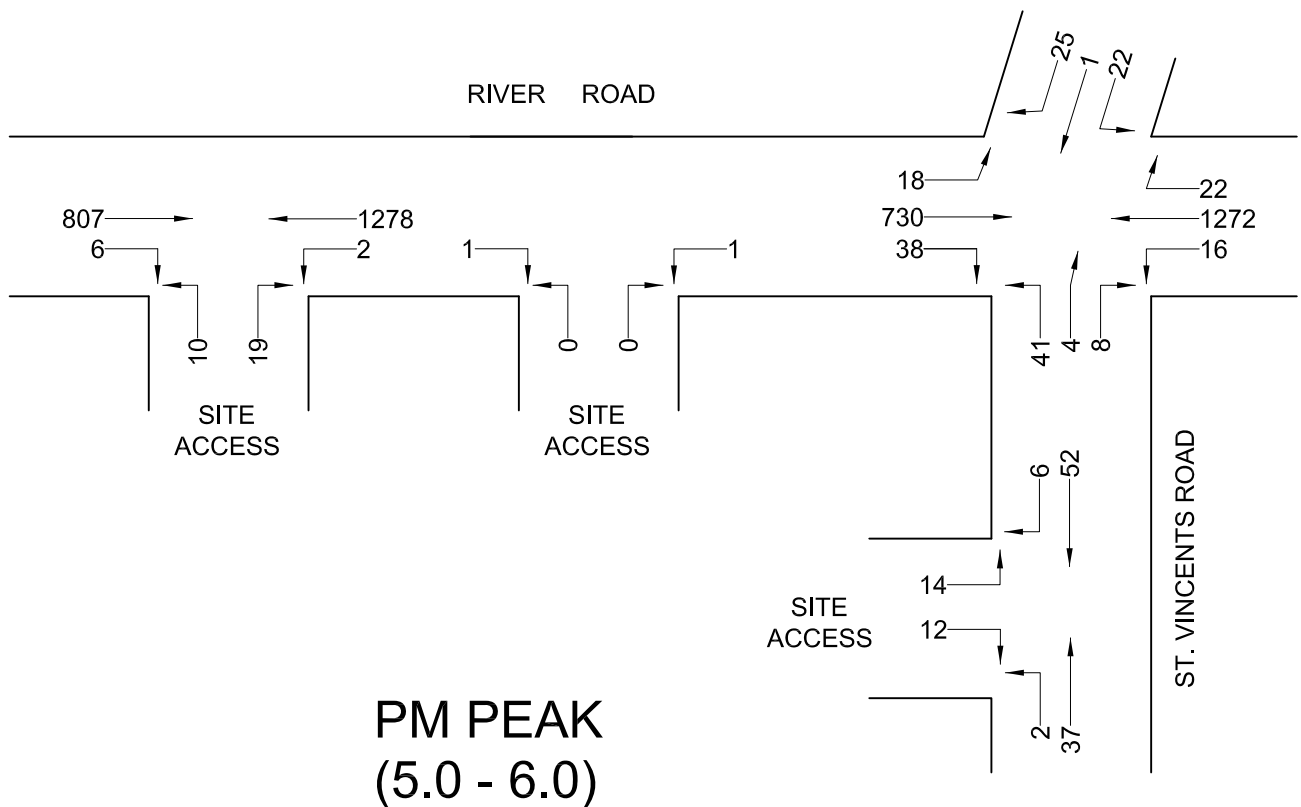 25
1
22
RIVER ROAD
18
22
807
1278
730
1272
6
2
1
1
38
16
10
19
0
0
41
4
8
SITE
ACCESS
SITE
ACCESS
6
52
ST. VINCENTS ROAD
14
SITE
ACCESS
12
2
37
PM PEAK
(5.0 - 6.0)